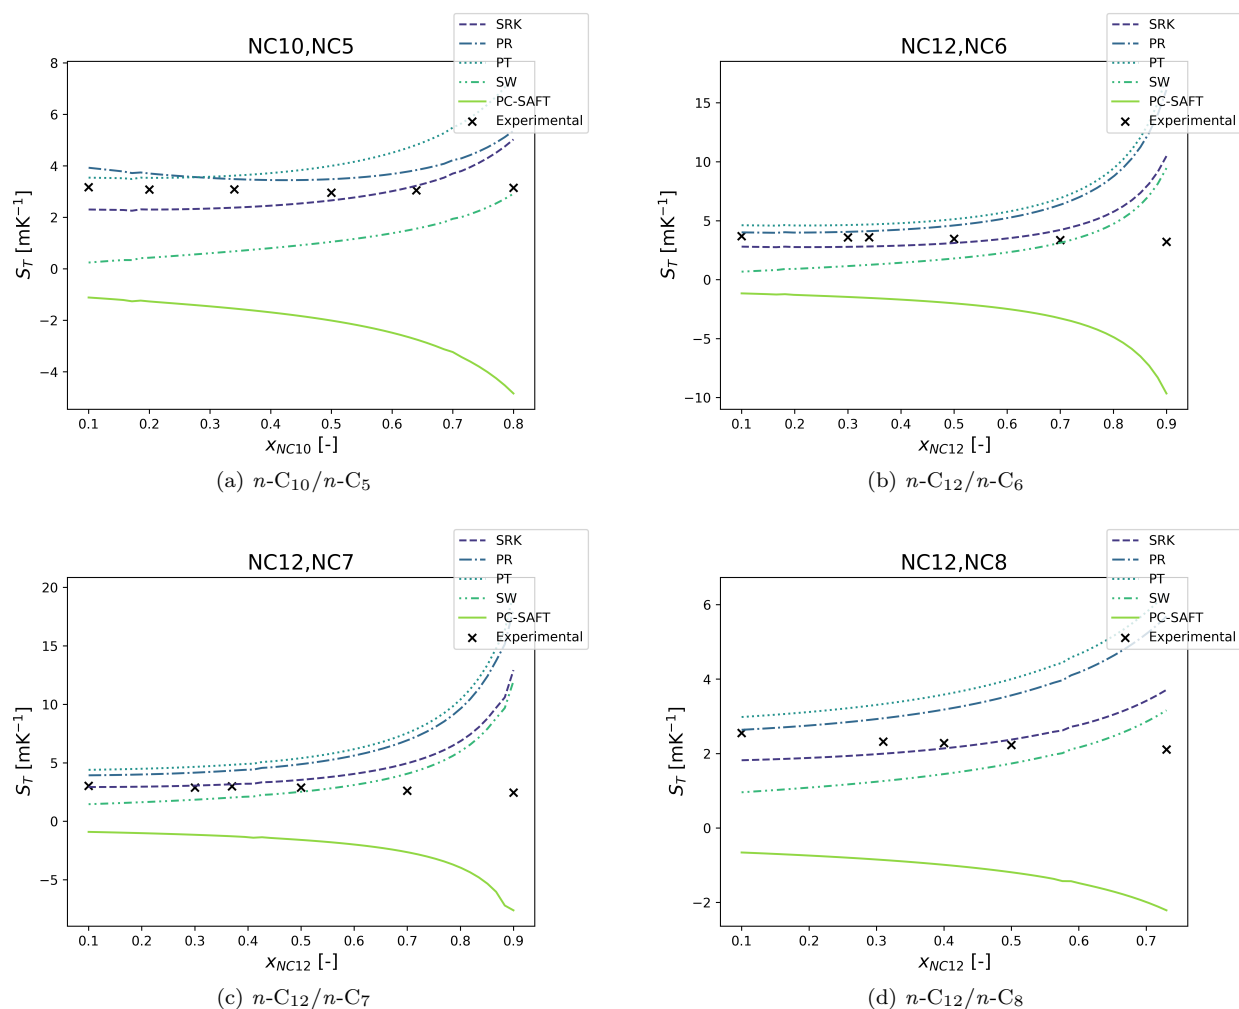 NC10,NC5
SRK
PR
PT
SW
PC-SAFT
Experimental
8
6
4
2
0
−2
−4
S_T [mK⁻¹]
0.1 0.2 0.3 0.4 0.5 0.6 0.7 0.8
x_NC10 [-]
(a) n-C₁₀/n-C₅
NC12,NC6
SRK
PR
PT
SW
PC-SAFT
Experimental
15
10
5
0
−5
−10
S_T [mK⁻¹]
0.1 0.2 0.3 0.4 0.5 0.6 0.7 0.8 0.9
x_NC12 [-]
(b) n-C₁₂/n-C₆
NC12,NC7
SRK
PR
PT
SW
PC-SAFT
Experimental
20
15
10
5
0
−5
S_T [mK⁻¹]
0.1 0.2 0.3 0.4 0.5 0.6 0.7 0.8 0.9
x_NC12 [-]
(c) n-C₁₂/n-C₇
NC12,NC8
SRK
PR
PT
SW
PC-SAFT
Experimental
6
4
2
0
−2
S_T [mK⁻¹]
0.1 0.2 0.3 0.4 0.5 0.6 0.7
x_NC12 [-]
(d) n-C₁₂/n-C₈